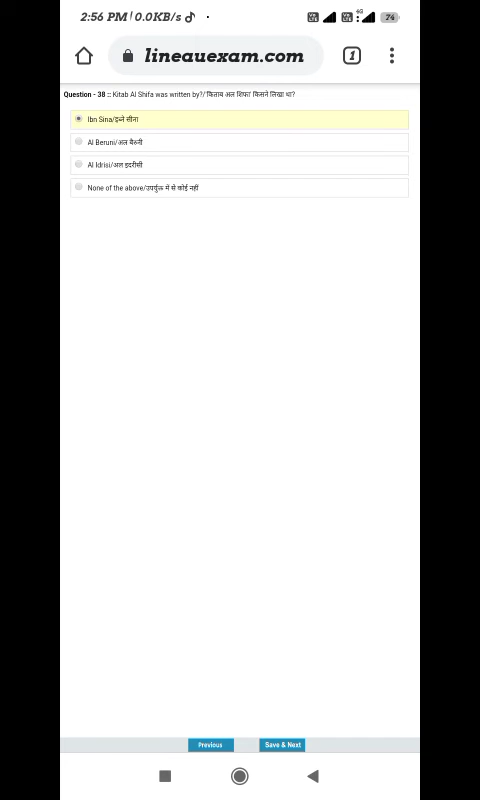 2:56 PM | 0.0KB/s
4G
74
lineauexam.com
1
Question - 38 :: Kitab Al Shifa was written by?/'किताब अल शिफा' किसने लिखा था?
Ibn Sina/इब्ने सीना
Al Beruni/अल बैरुनी
Al Idrisi/अल इदरीसी
None of the above/उपर्युक्त में से कोई नहीं
Previous
Save & Next